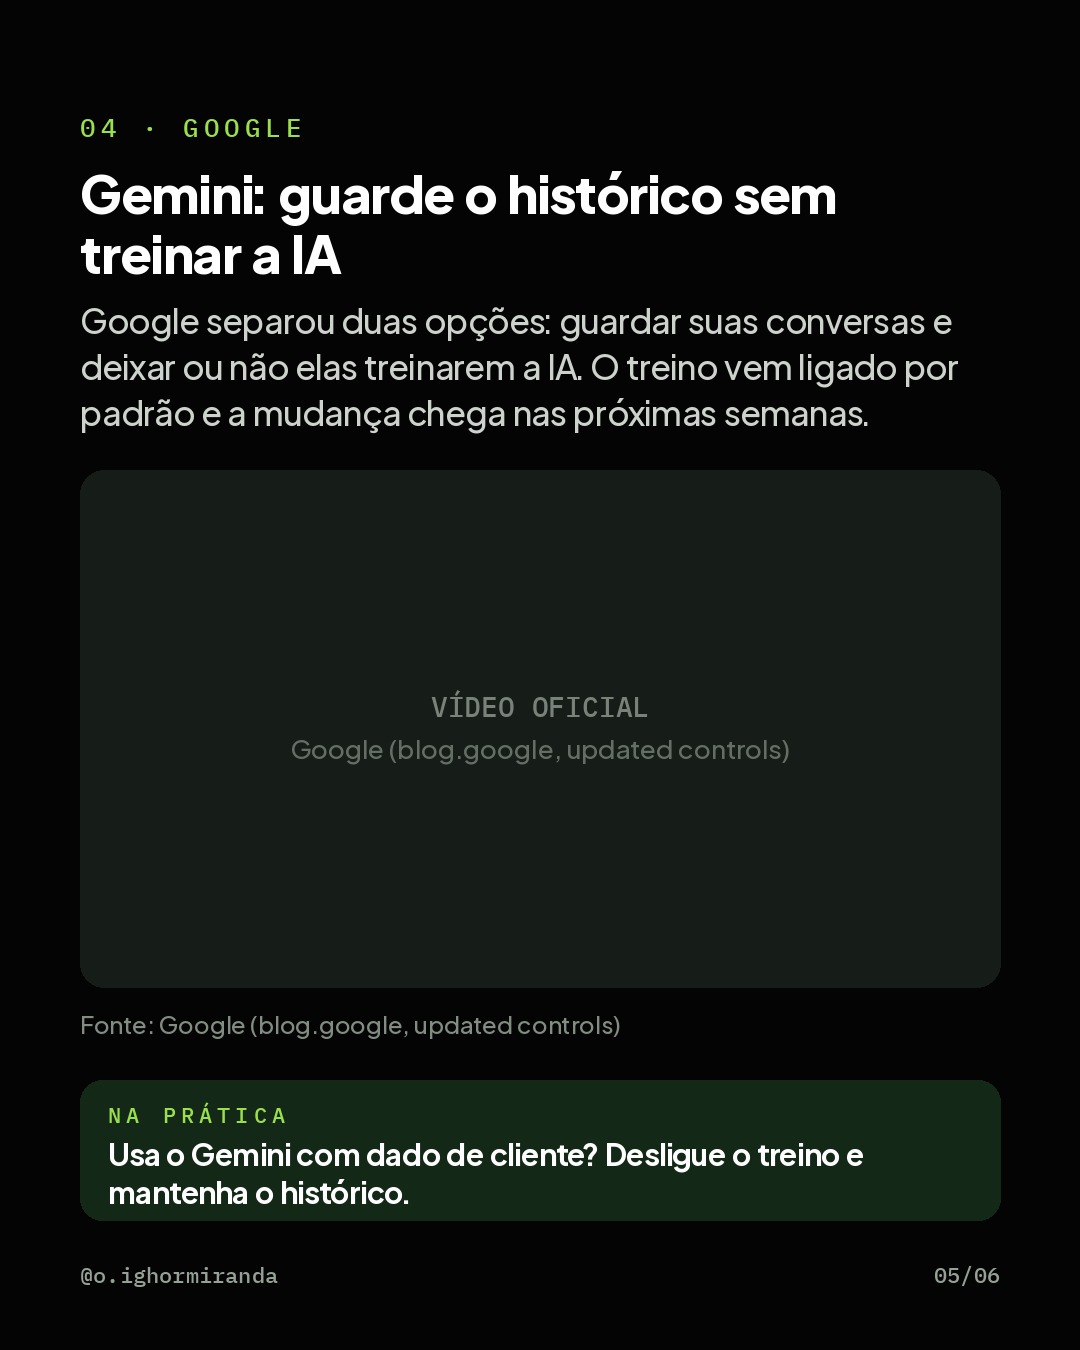 04 · GOOGLE
Gemini: guarde o histórico sem
treinar a IA
Google separou duas opções: guardar suas conversas e
deixar ou não elas treinarem a IA. O treino vem ligado por
padrão e a mudança chega nas próximas semanas.
VÍDEO OFICIAL
Google (blog.google, updated controls)
Fonte: Google (blog.google, updated controls)
NA PRÁTICA
Usa o Gemini com dado de cliente? Desligue o treino e
mantenha o histórico.
@o.ighormiranda
05/06